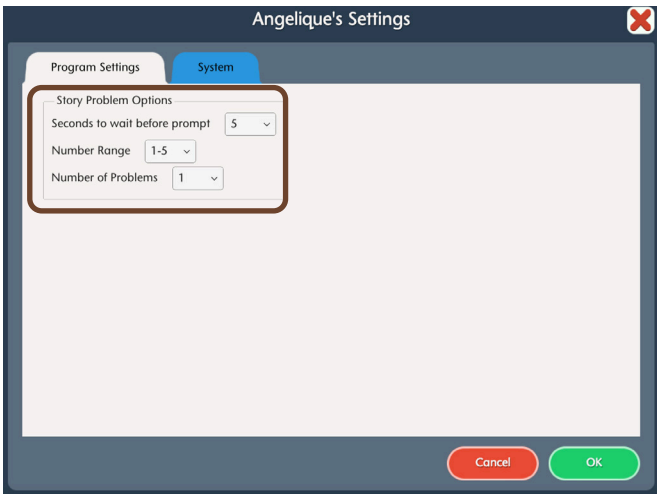 Angelique's Settings
Program Settings
System
Story Problem Options
Seconds to wait before prompt 5
Number Range 1-5
Number of Problems 1
Cancel
OK